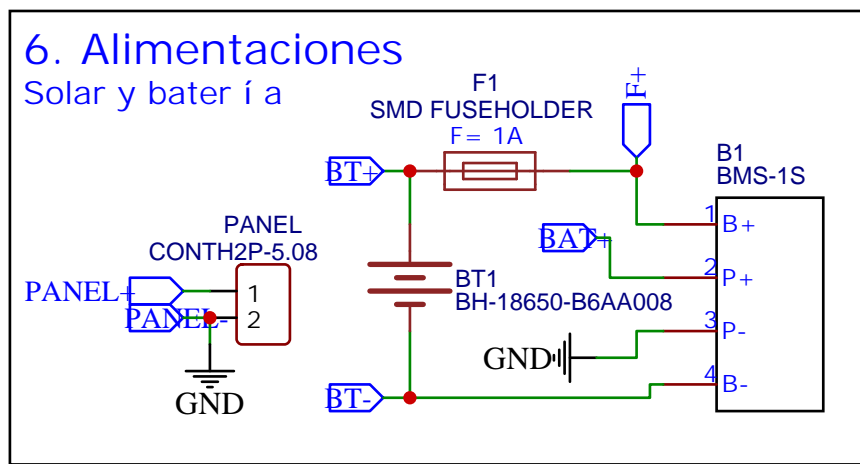 6. Alimentaciones
Solar y bater í a
F1
SMD FUSEHOLDER
F= 1A
F+
BT+
B1
BMS-1S
1 B+
BAT+
2 P+
PANEL
CONTH2P-5.08
PANEL+
1
PANEL-
2
GND
BT1
BH-18650-B6AA008
GND
3 P-
BT-
4 B-